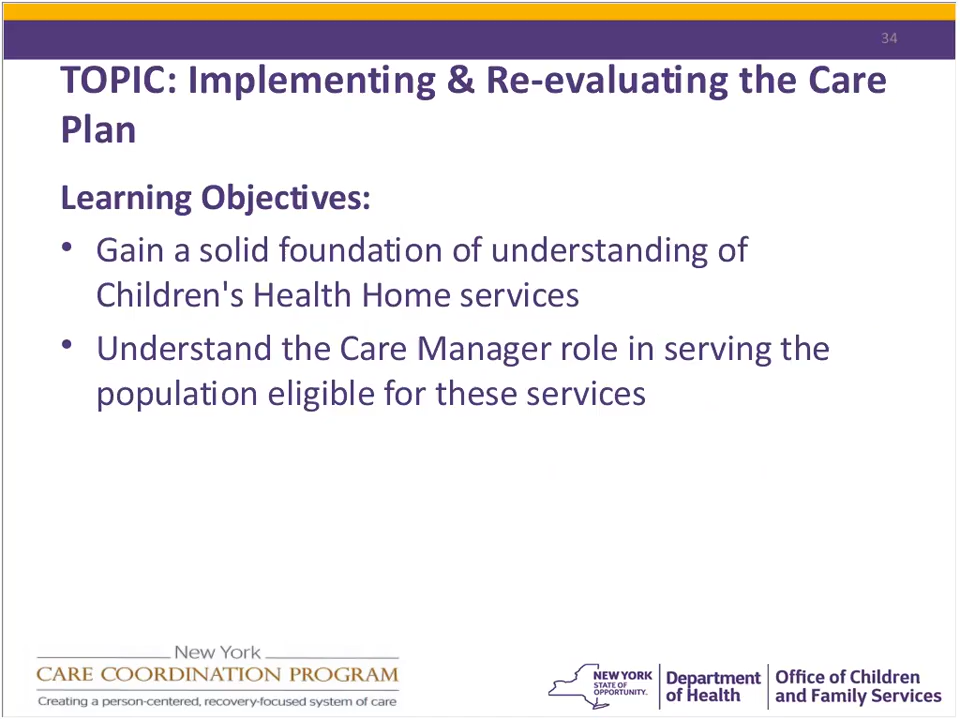 34
TOPIC: Implementing & Re-evaluating the Care
Plan
Learning Objectives:
• Gain a solid foundation of understanding of
Children's Health Home services
• Understand the Care Manager role in serving the
population eligible for these services
New York
CARE COORDINATION PROGRAM
Creating a person-centered, recovery-focused system of care
NEW YORK
STATE OF
OPPORTUNITY.
Department
of Health
Office of Children
and Family Services